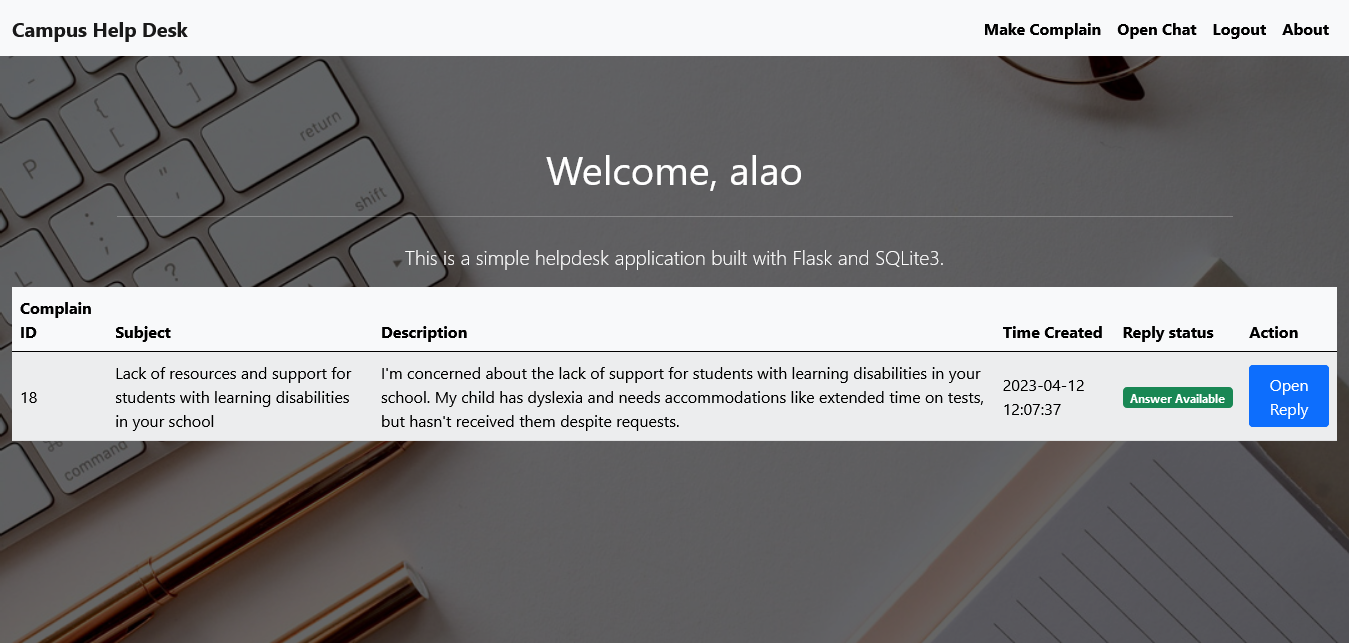 Campus Help Desk
Make Complain Open Chat Logout About
{
[
return
P
"
'
shift
:
;
L
?
Welcome, alao
This is a simple helpdesk application built with Flask and SQLite3.
Complain
ID Subject Description Time Created Reply status Action
18
Lack of resources and support for
students with learning disabilities
in your school
I'm concerned about the lack of support for students with learning disabilities in your
school. My child has dyslexia and needs accommodations like extended time on tests,
but hasn't received them despite requests.
2023-04-12
12:07:37
Answer Available
Open
Reply
command